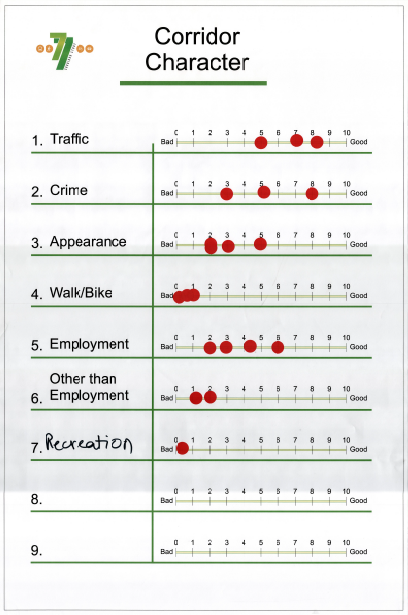 Corridor
Character
1. Traffic Bad 0 1 2 3 4 5 6 7 8 9 10 Good
2. Crime Bad 0 1 2 3 4 5 6 7 8 9 10 Good
3. Appearance Bad 0 1 2 3 4 5 6 7 8 9 10 Good
4. Walk/Bike Bad 0 1 2 3 4 5 6 7 8 9 10 Good
5. Employment Bad 0 1 2 3 4 5 6 7 8 9 10 Good
Other than
6. Employment Bad 0 1 2 3 4 5 6 7 8 9 10 Good
7. Recreation Bad 0 1 2 3 4 5 6 7 8 9 10 Good
8. Bad 0 1 2 3 4 5 6 7 8 9 10 Good
9. Bad 0 1 2 3 4 5 6 7 8 9 10 Good